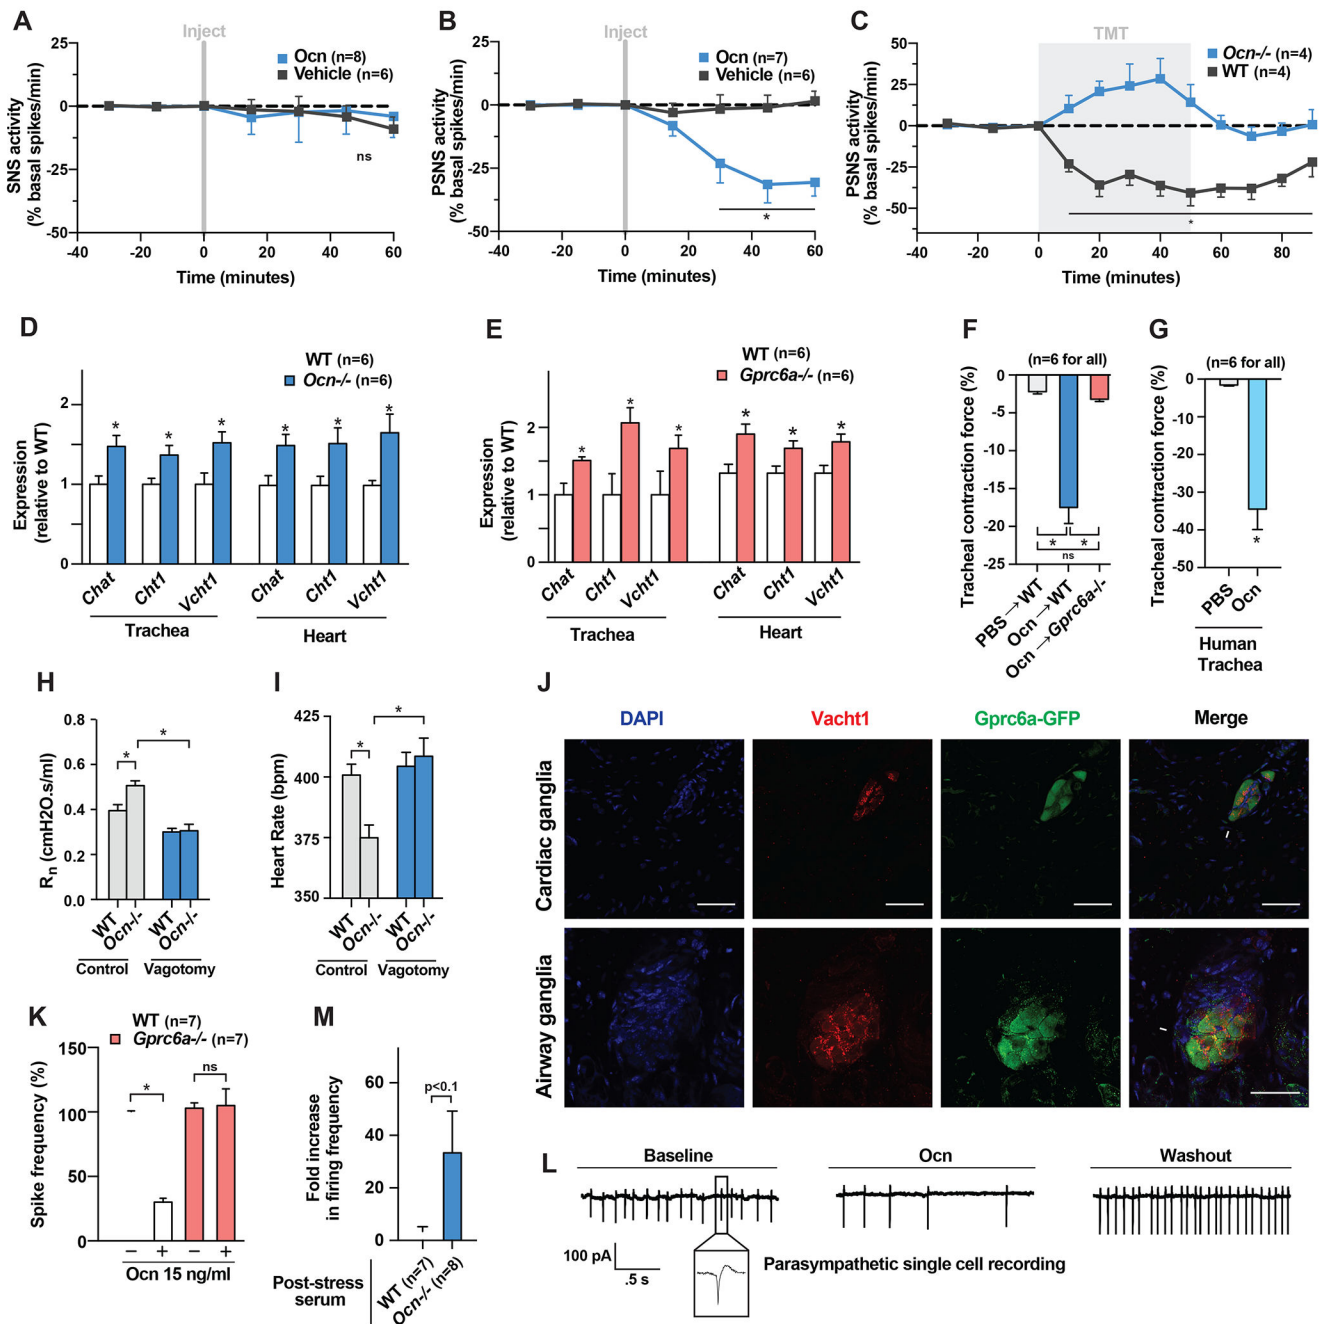 A
Inject
25
0
-25
-50
SNS activity
(% basal spikes/min)
Ocn (n=8)
Vehicle (n=6)
ns
-40 -20 0 20 40 60
Time (minutes)
B
Inject
50
25
0
-25
-50
PSNS activity
(% basal spikes/min)
Ocn (n=7)
Vehicle (n=6)
*
-40 -20 0 20 40 60
Time (minutes)
C
TMT
50
25
0
-25
-50
PSNS activity
(% basal spikes/min)
Ocn-/- (n=4)
WT (n=4)
*
-40 -20 0 20 40 60 80
Time (minutes)
D
WT (n=6)
Ocn-/- (n=6)
2
1
0
Expression
(relative to WT)
* * * * * *
Chat Cht1 Vcht1 Chat Cht1 Vcht1
Trachea Heart
E
WT (n=6)
Gprc6a-/- (n=6)
2
1
0
Expression
(relative to WT)
* * * * * *
Chat Cht1 Vcht1 Chat Cht1 Vcht1
Trachea Heart
F
(n=6 for all)
0
-5
-10
-15
-20
-25
Tracheal contraction force (%)
* *
ns
PBS→WT
Ocn →WT
Ocn →Gprc6a-/-
G
(n=6 for all)
0
-10
-20
-30
-40
-50
Tracheal contraction force (%)
*
PBS
Ocn
Human
Trachea
H
0.8
0.6
0.4
0.2
0.0
Rn (cmH2O.s/ml)
* *
WT Ocn-/- WT Ocn-/-
Control Vagotomy
I
425
400
375
350
Heart Rate (bpm)
* *
WT Ocn-/- WT Ocn-/-
Control Vagotomy
J
DAPI Vacht1 Gprc6a-GFP Merge
Cardiac ganglia
Airway ganglia
K
WT (n=7)
Gprc6a-/- (n=7)
150
100
50
0
Spike frequency (%)
* ns
– + – +
Ocn 15 ng/ml
M
60
40
20
0
Fold increase
in firing frequency
p<0.1
Post-stress
serum
WT (n=7)
Ocn-/- (n=8)
L
Baseline Ocn Washout
100 pA
.5 s
Parasympathetic single cell recording